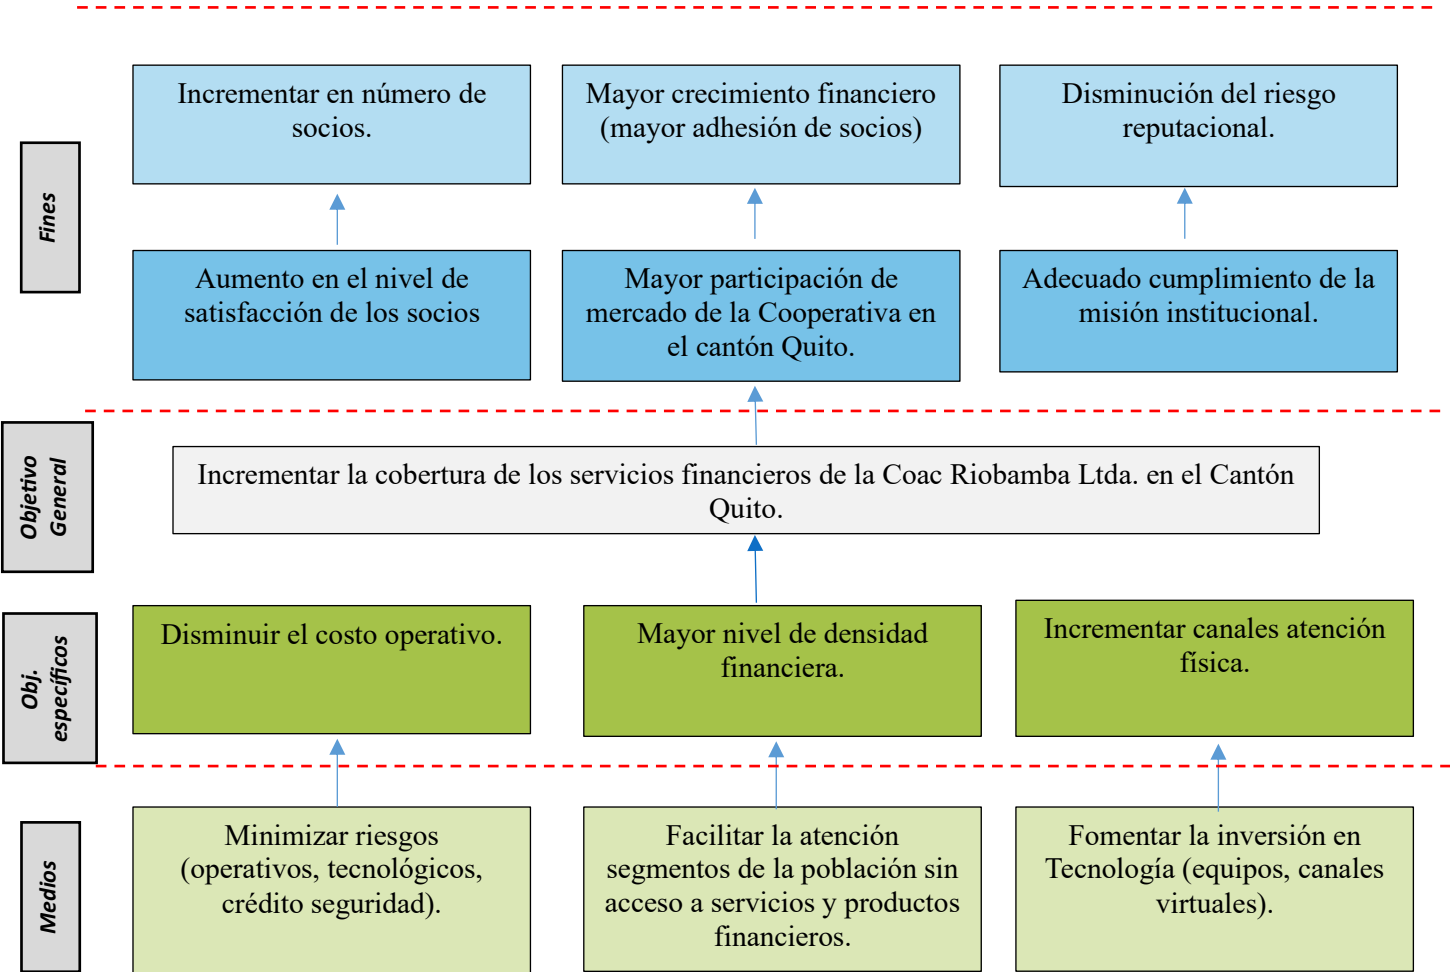 Fines
Incrementar en número de
socios.
Mayor crecimiento financiero
(mayor adhesión de socios)
Disminución del riesgo
reputacional.
Aumento en el nivel de
satisfacción de los socios
Mayor participación de
mercado de la Cooperativa en
el cantón Quito.
Adecuado cumplimiento de la
misión institucional.
Objetivo
General
Incrementar la cobertura de los servicios financieros de la Coac Riobamba Ltda. en el Cantón
Quito.
Obj.
específicos
Disminuir el costo operativo.
Mayor nivel de densidad
financiera.
Incrementar canales atención
física.
Medios
Minimizar riesgos
(operativos, tecnológicos,
crédito seguridad).
Facilitar la atención
segmentos de la población sin
acceso a servicios y productos
financieros.
Fomentar la inversión en
Tecnología (equipos, canales
virtuales).